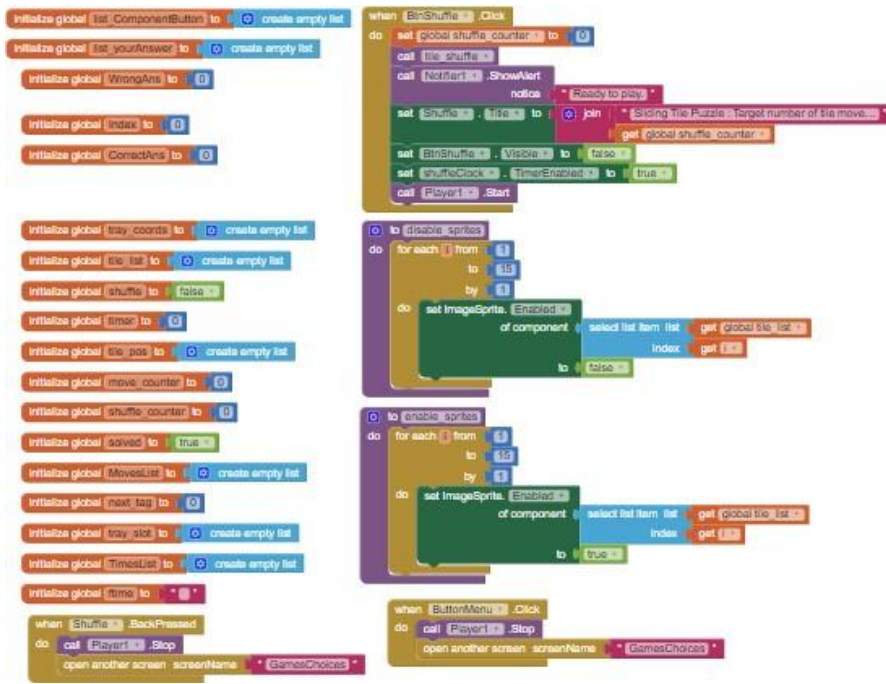 initialize global list_ComponentButton to create empty list
initialize global list_yourAnswer to create empty list
initialize global WrongAns to 0
initialize global index to 0
initialize global CorrectAns to 0
initialize global tray_coords to create empty list
initialize global tile_list to create empty list
initialize global shuffle to false
initialize global timer to 0
initialize global tile_pos to create empty list
initialize global move_counter to 0
initialize global shuffle_counter to 0
initialize global solved to true
initialize global MovesList to create empty list
initialize global next_tag to 0
initialize global tray_slot to create empty list
initialize global TimesList to create empty list
initialize global ftime to " "
when Shuffle .BackPressed
do call Player1 .Stop
open another screen screenName " GamesChoices "
when BtnShuffle .Click
do set global shuffle_counter to 0
call tile_shuffle
call Notifier1 .ShowAlert
notice " Ready to play. "
set Shuffle . Title to join " Sliding Tile Puzzle : Target number of tile move... "
get global shuffle_counter
set BtnShuffle . Visible to false
set shuffleClock . TimerEnabled to true
call Player1 .Start
to disable_sprites
do for each i from 1
to 15
by 1
do set ImageSprite. Enabled
of component select list item list get global tile_list
index get i
to false
to enable_sprites
do for each i from 1
to 15
by 1
do set ImageSprite. Enabled
of component select list item list get global tile_list
index get i
to true
when ButtonMenu .Click
do call Player1 .Stop
open another screen screenName " GamesChoices "